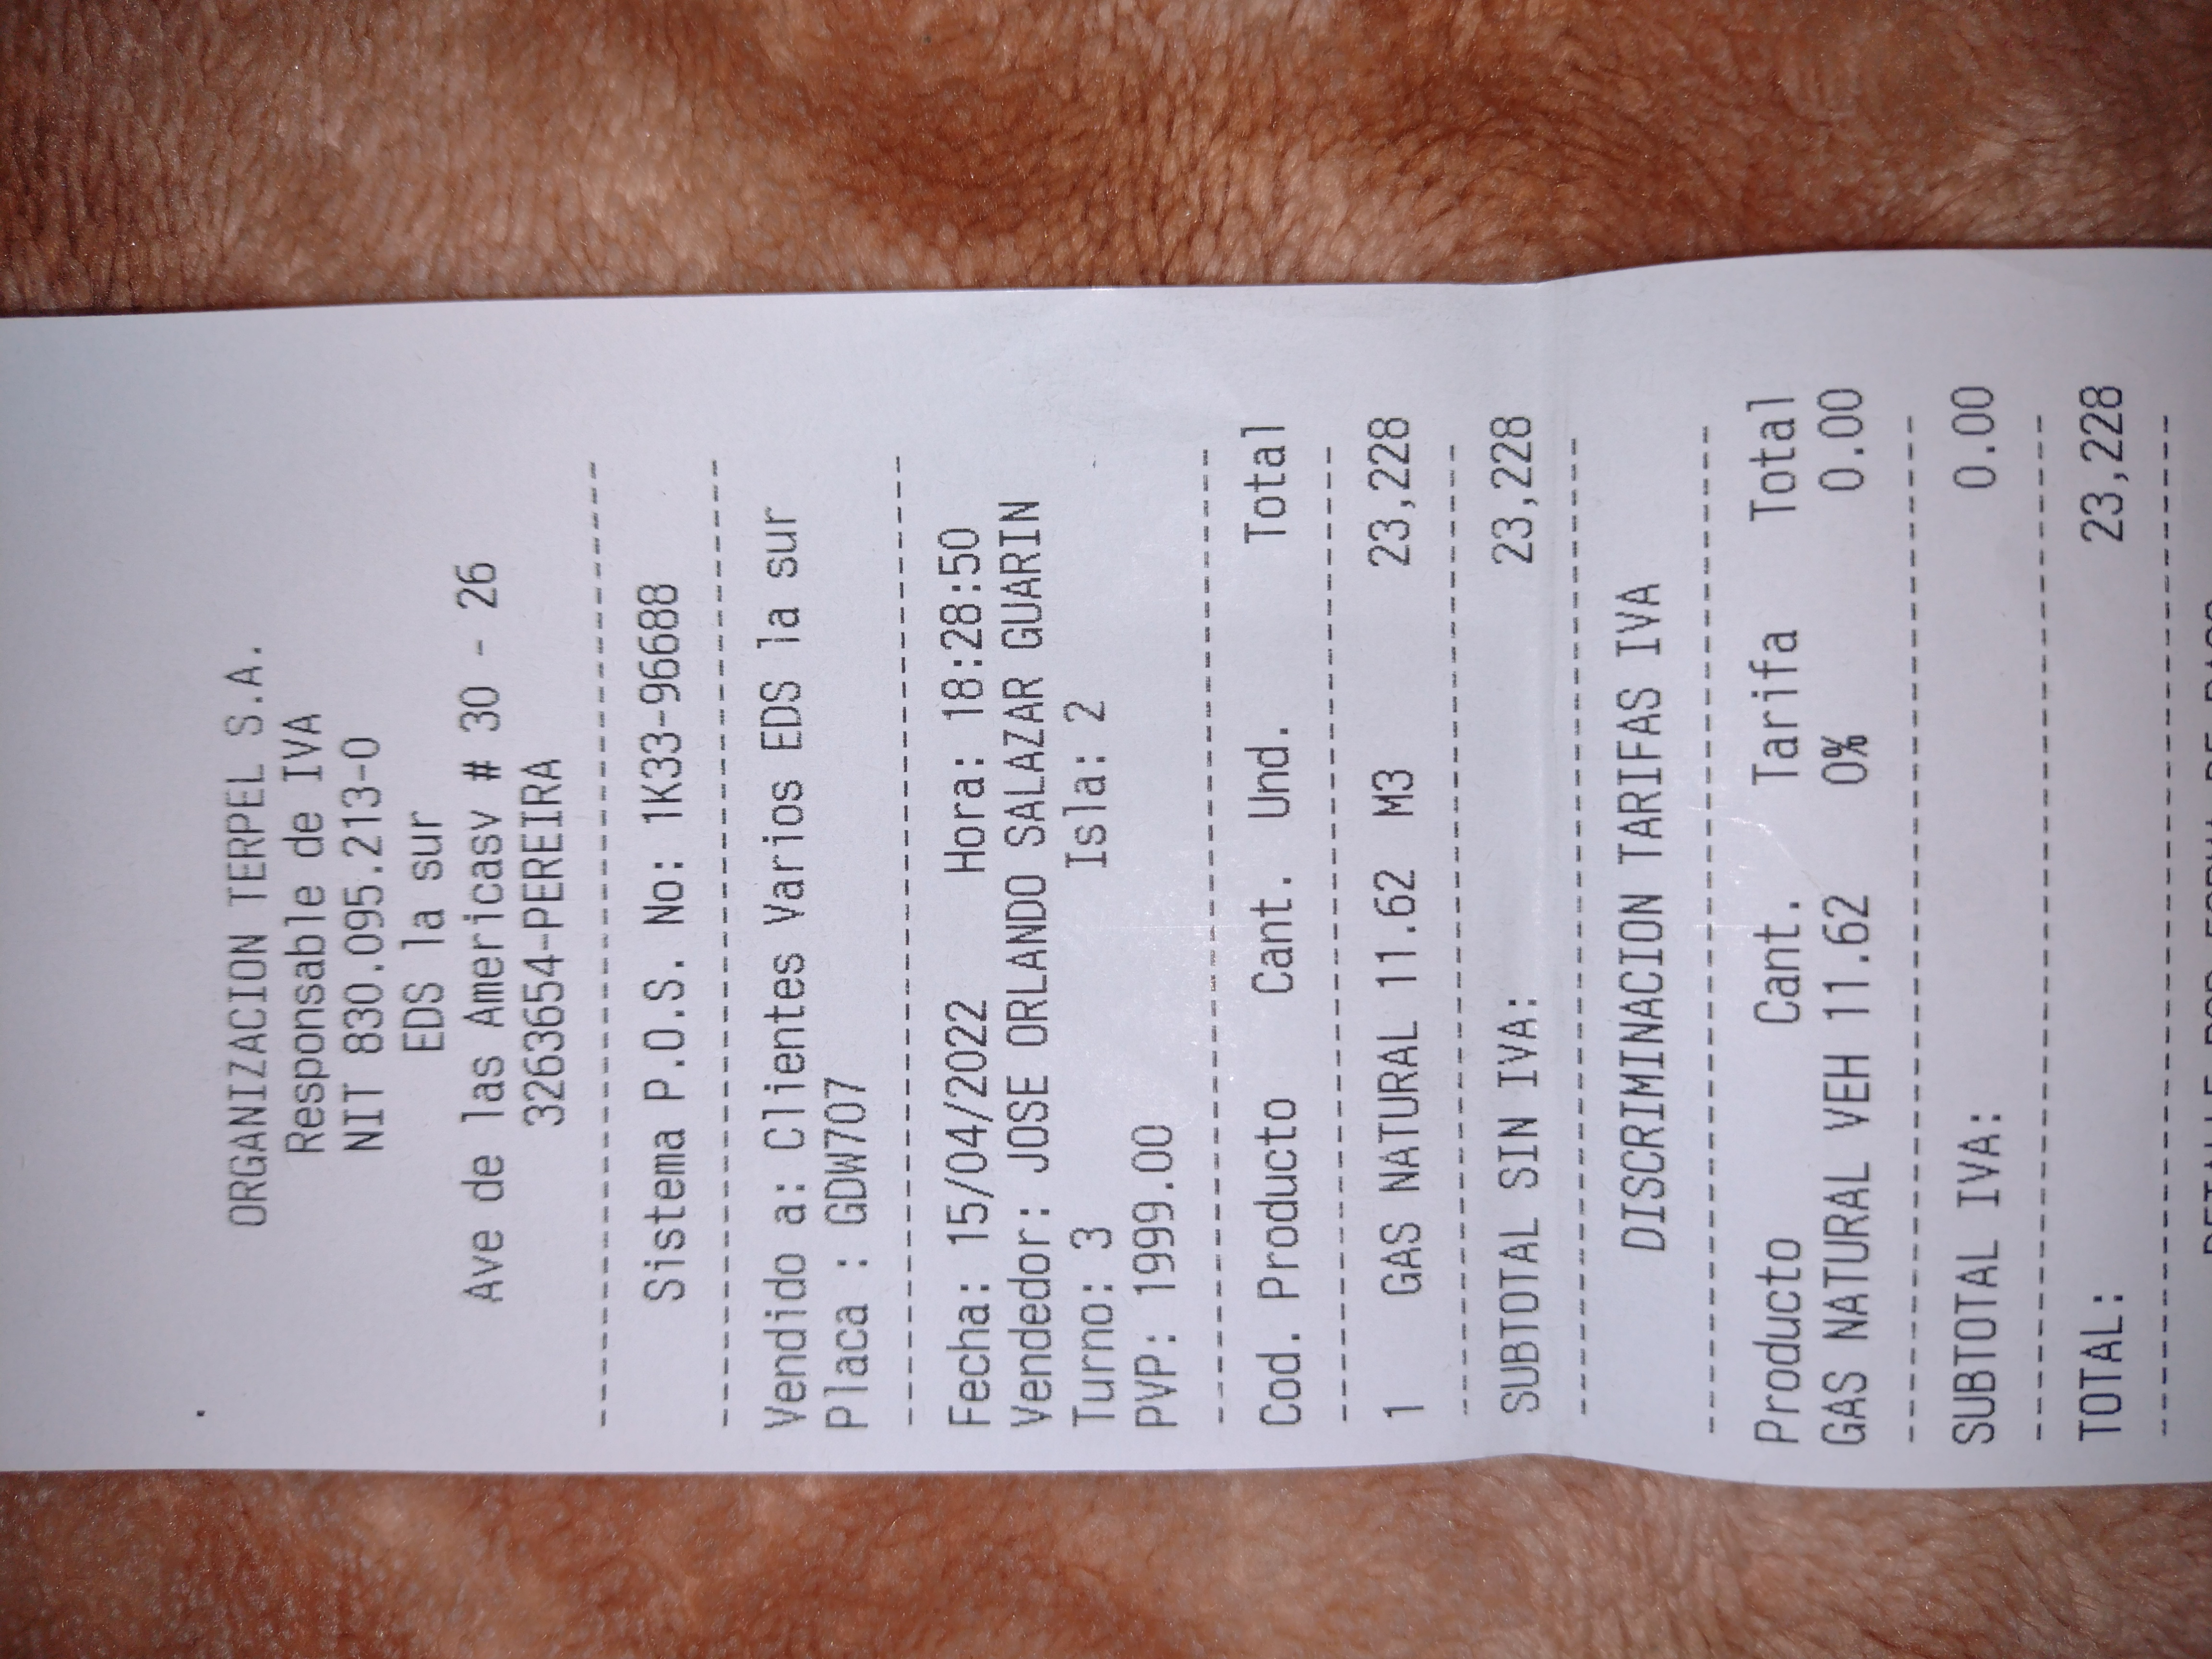 ORGANIZACION TERPEL S.A.
Responsable de IVA
NIT 830.095.213-0
EDS la sur
Ave de las Americasv # 30 - 26
3263654-PEREIRA
Sistema P.O.S. No: 1K33-96688
Vendido a: Clientes Varios EDS la sur
Placa : GDW707
Fecha: 15/04/2022 Hora: 18:28:50
Vendedor: JOSE ORLANDO SALAZAR GUARIN
Turno: 3 Isla: 2
PVP: 1999.00
Cod. Producto Cant. Und. Total
1 GAS NATURAL 11.62 M3 23,228
SUBTOTAL SIN IVA: 23,228
DISCRIMINACION TARIFAS IVA
Producto Cant. Tarifa Total
GAS NATURAL VEH 11.62 0% 0.00
SUBTOTAL IVA: 0.00
TOTAL: 23,228